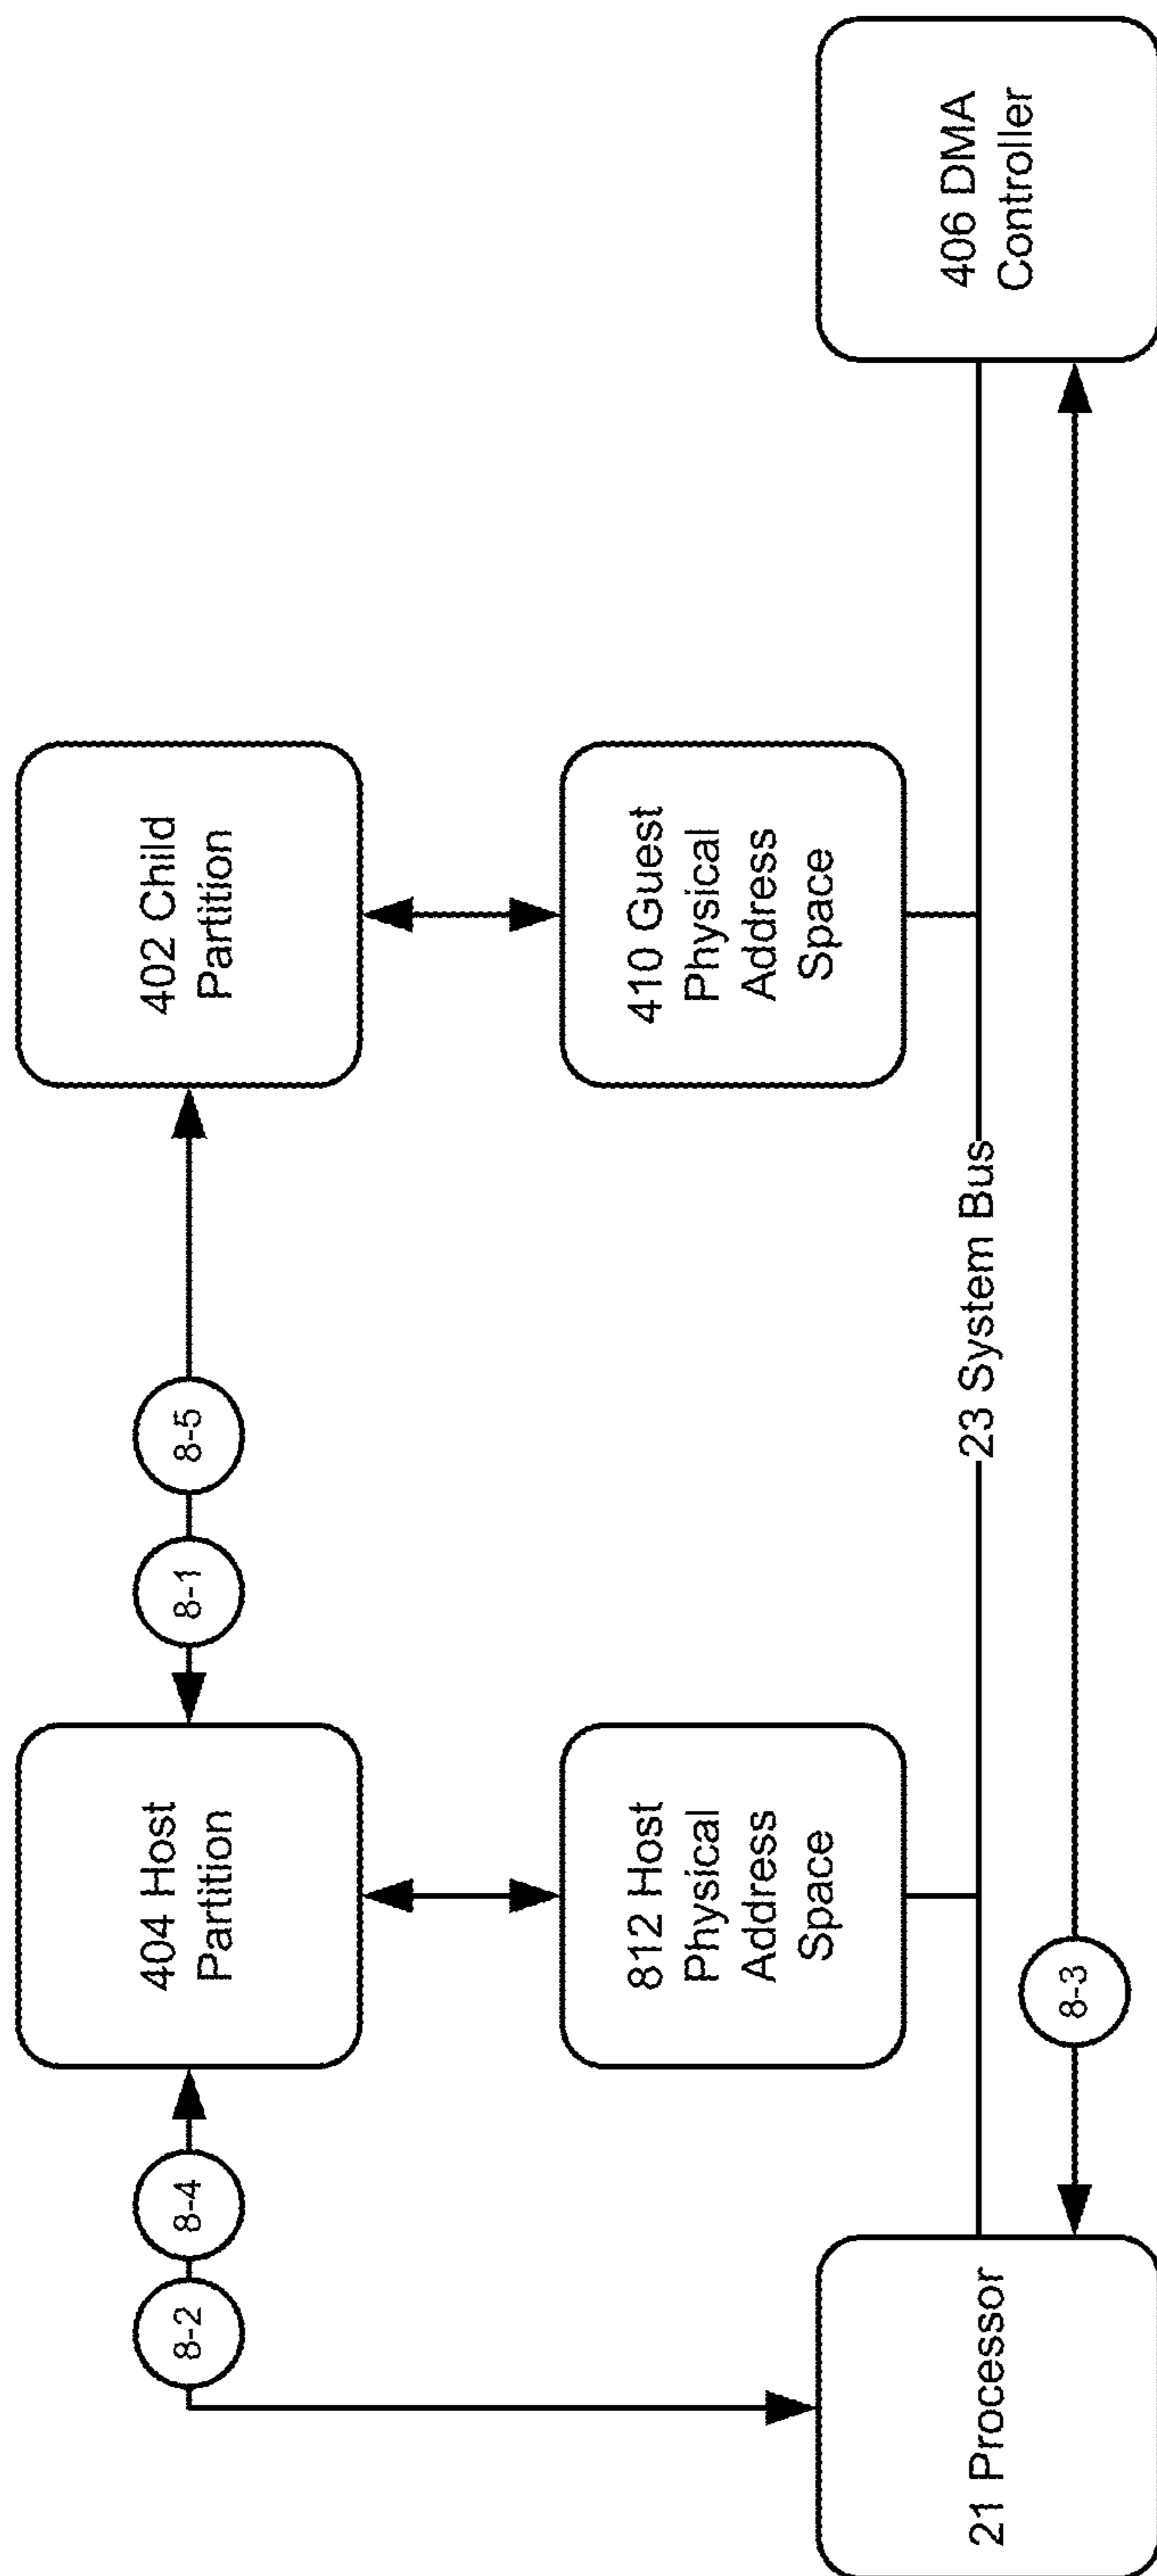 8-2
8-4
404 Host
Partition
8-1
8-5
402 Child
Partition
812 Host
Physical
Address
Space
410 Guest
Physical
Address
Space
21 Processor
23 System Bus
406 DMA
Controller
8-3